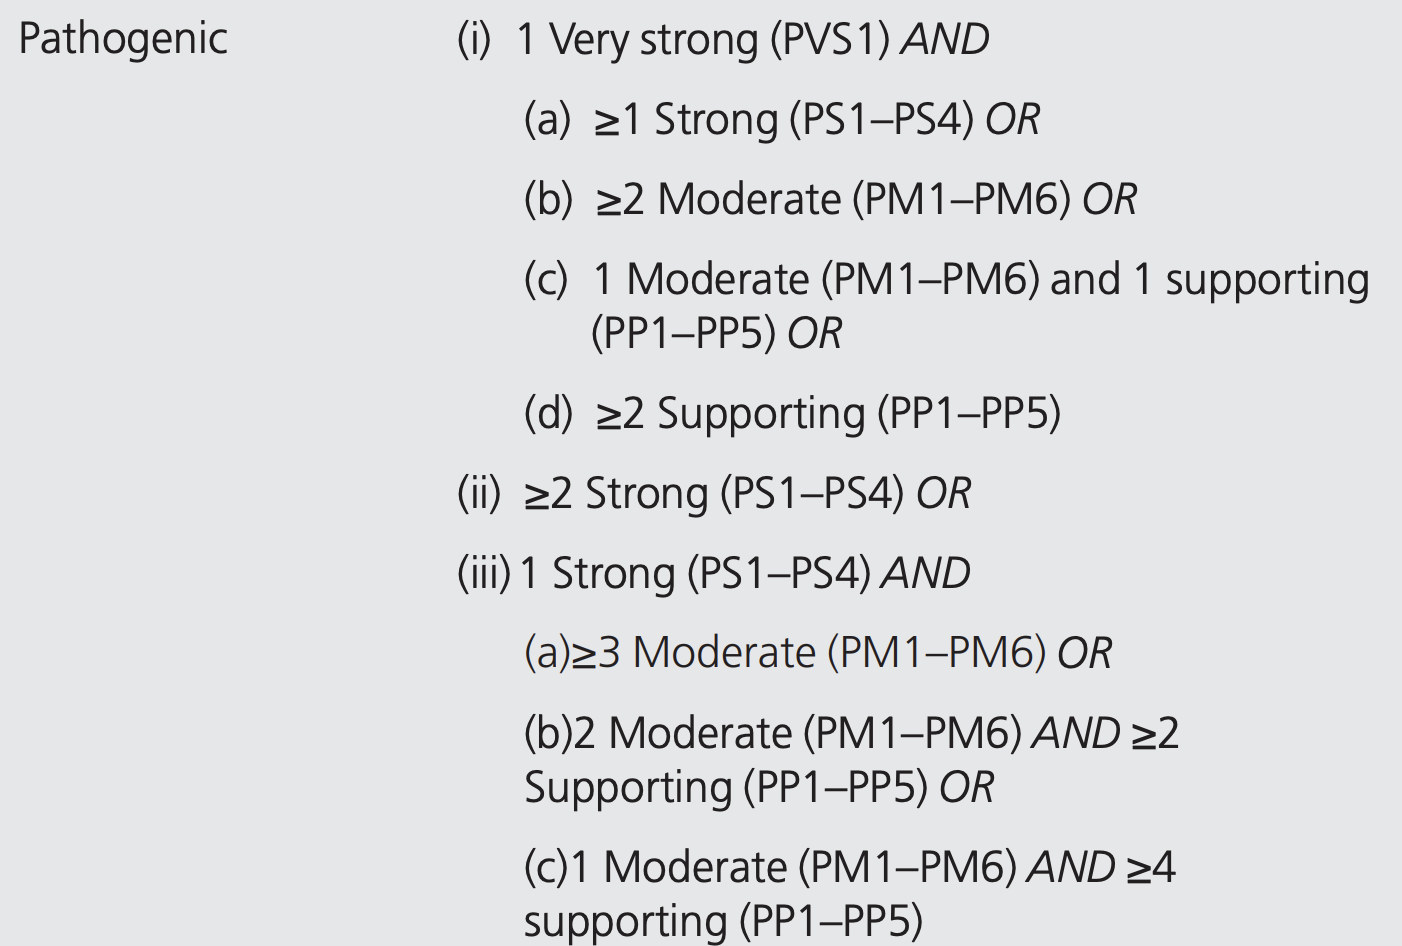 Pathogenic (i) 1 Very strong (PVS1) AND
(a) ≥1 Strong (PS1–PS4) OR
(b) ≥2 Moderate (PM1–PM6) OR
(c) 1 Moderate (PM1–PM6) and 1 supporting
(PP1–PP5) OR
(d) ≥2 Supporting (PP1–PP5)
(ii) ≥2 Strong (PS1–PS4) OR
(iii) 1 Strong (PS1–PS4) AND
(a)≥3 Moderate (PM1–PM6) OR
(b)2 Moderate (PM1–PM6) AND ≥2
Supporting (PP1–PP5) OR
(c)1 Moderate (PM1–PM6) AND ≥4
supporting (PP1–PP5)